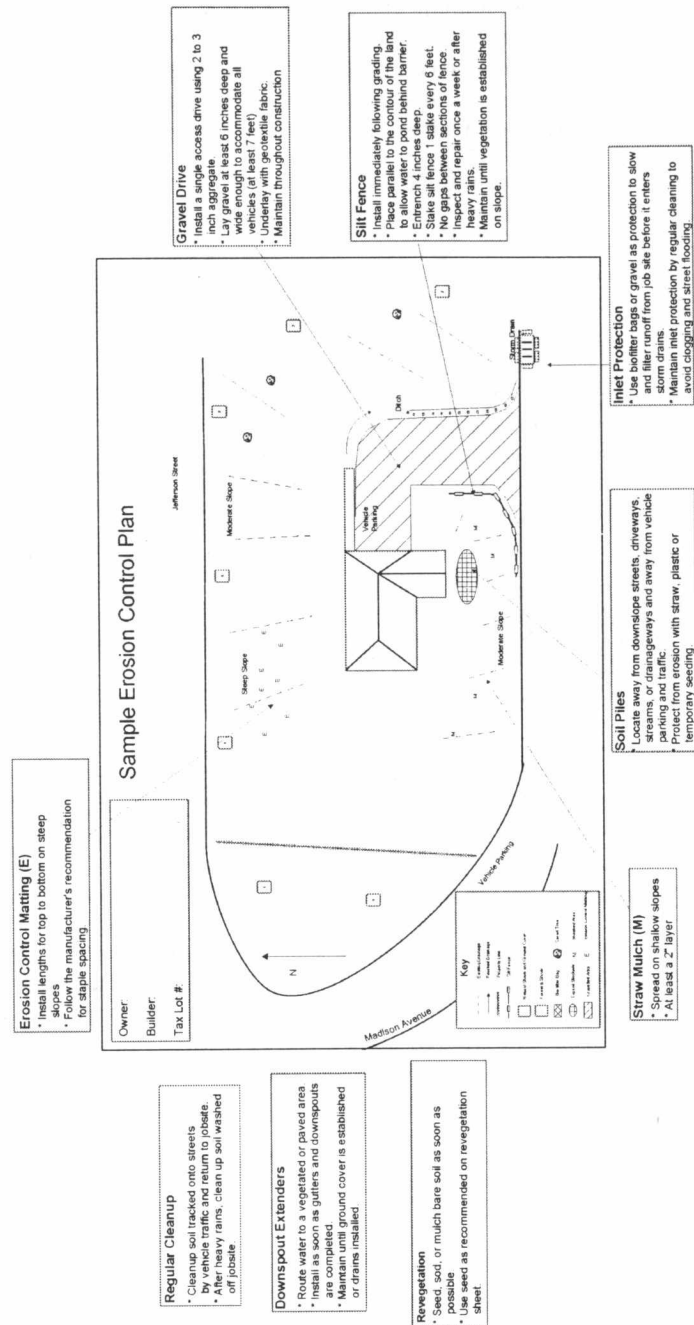 Erosion Control Matting (E)
* Install lengths for top to bottom on steep
slopes
* Follow the manufacturer's recommendation
for staple spacing
Gravel Drive
* Install a single access drive using 2 to 3
inch aggregate.
* Lay gravel at least 6 inches deep and
wide enough to accommodate all
vehicles (at least 7 feet)
* Underlay with geotextile fabric.
* Maintain throughout construction
Regular Cleanup
* Cleanup soil tracked onto streets
by vehicle traffic and return to jobsite.
* After heavy rains, clean up soil washed
off jobsite.
Downspout Extenders
* Route water to a vegetated or paved area
* Install as soon as gutters and downspouts
are completed.
* Maintain until ground cover is established
or drains installed
Revegetation
* Seed, sod, or mulch bare soil as soon as
possible
* Use seed as recommended on revegetation
sheet.
Owner:
Builder:
Tax Lot #:
Sample Erosion Control Plan
Jefferson Street
Steep Slope
Moderate Slope
E
E
E
E
E
E
N
Vehicle
Parking
Ditch
Storm Drain
M
M
M
M
Moderate Slope
Vehicle Parking
Madison Avenue
Key
Silt Fence
* Install immediately following grading.
* Place parallel to the contour of the land
to allow water to pond behind barrier.
* Entrench 4 inches deep.
* Stake silt fence 1 stake every 6 feet.
* No gaps between sections of fence.
* Inspect and repair once a week or after
heavy rains.
* Maintain until vegetation is established
on slope.
Straw Mulch (M)
* Spread on shallow slopes
* At least a 2" layer
Soil Piles
* Locate away from downslope streets, driveways,
streams, or drainageways and away from vehicle
parking and traffic.
* Protect from erosion with straw, plastic or
temporary seeding.
Inlet Protection
* Use biofilter bags or gravel as protection to slow
and filter runoff from job site before it enters
storm drains.
* Maintain inlet protection by regular cleaning to
avoid clogging and street flooding